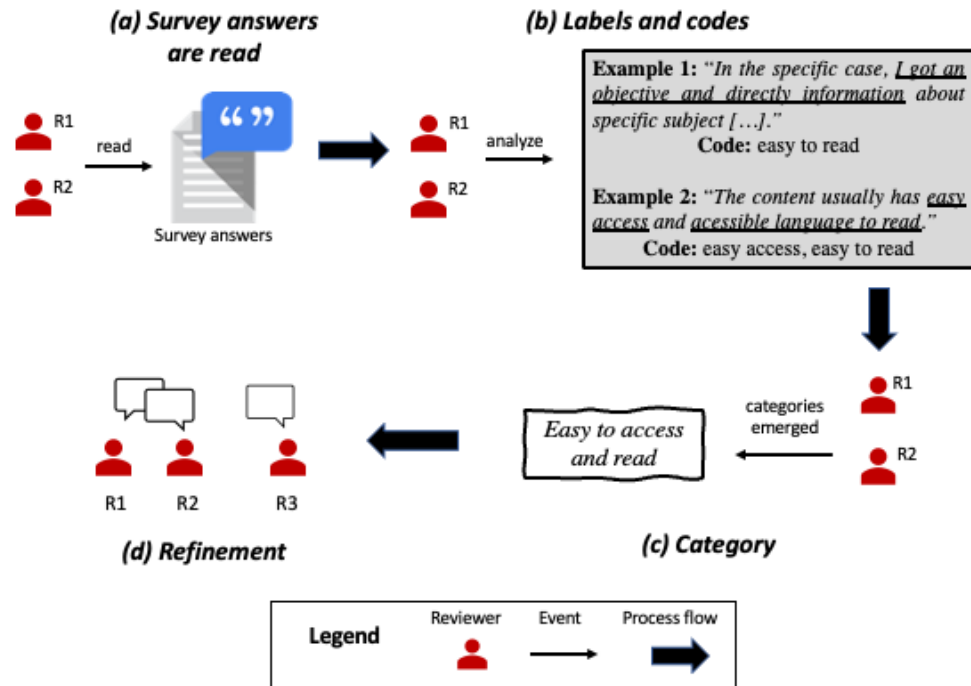 (a) Survey answers
are read
R1
R2
read
“ ”
Survey answers
(b) Labels and codes
R1
R2
analyze
Example 1: “In the specific case, I got an
objective and directly information about
specific subject [...].”
Code: easy to read
Example 2: “The content usually has easy
access and acessible language to read.”
Code: easy access, easy to read
R1
R2
categories
emerged
Easy to access
and read
(c) Category
R1
R2
R3
(d) Refinement
Legend
Reviewer
Event
Process flow